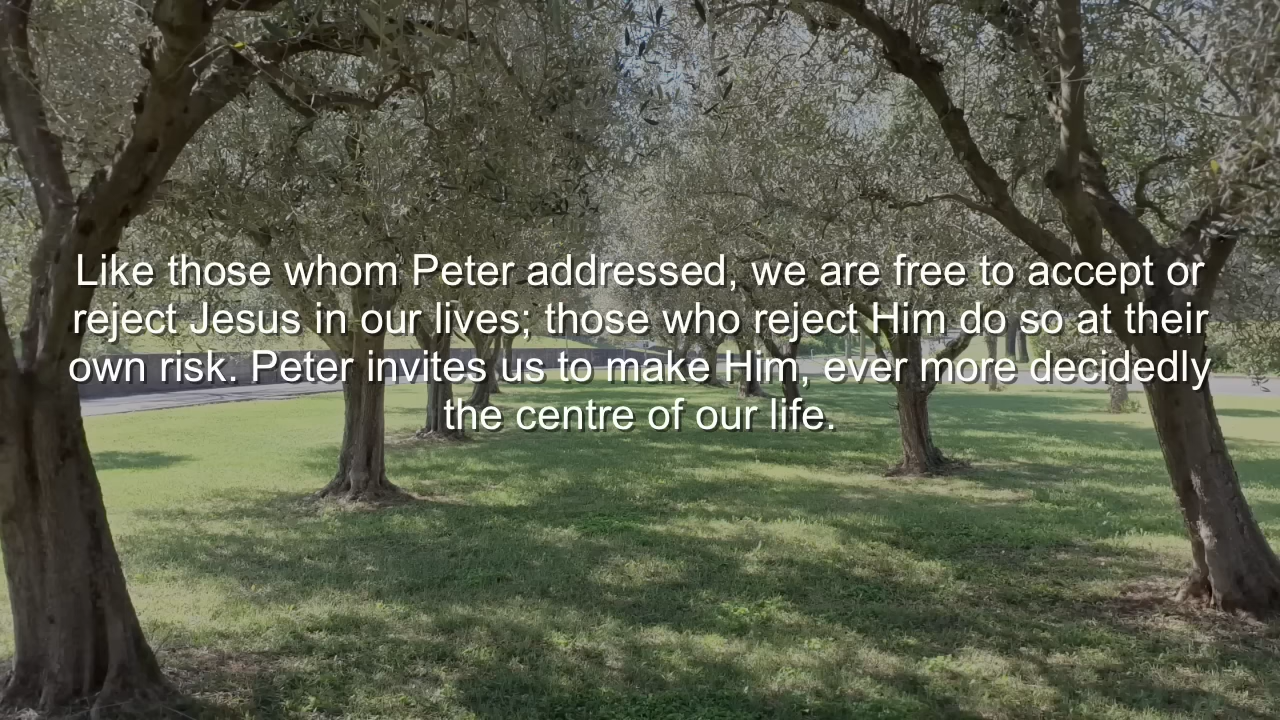 Like those whom Peter addressed, we are free to accept or
reject Jesus in our lives; those who reject Him do so at their
own risk. Peter invites us to make Him, ever more decidedly
the centre of our life.